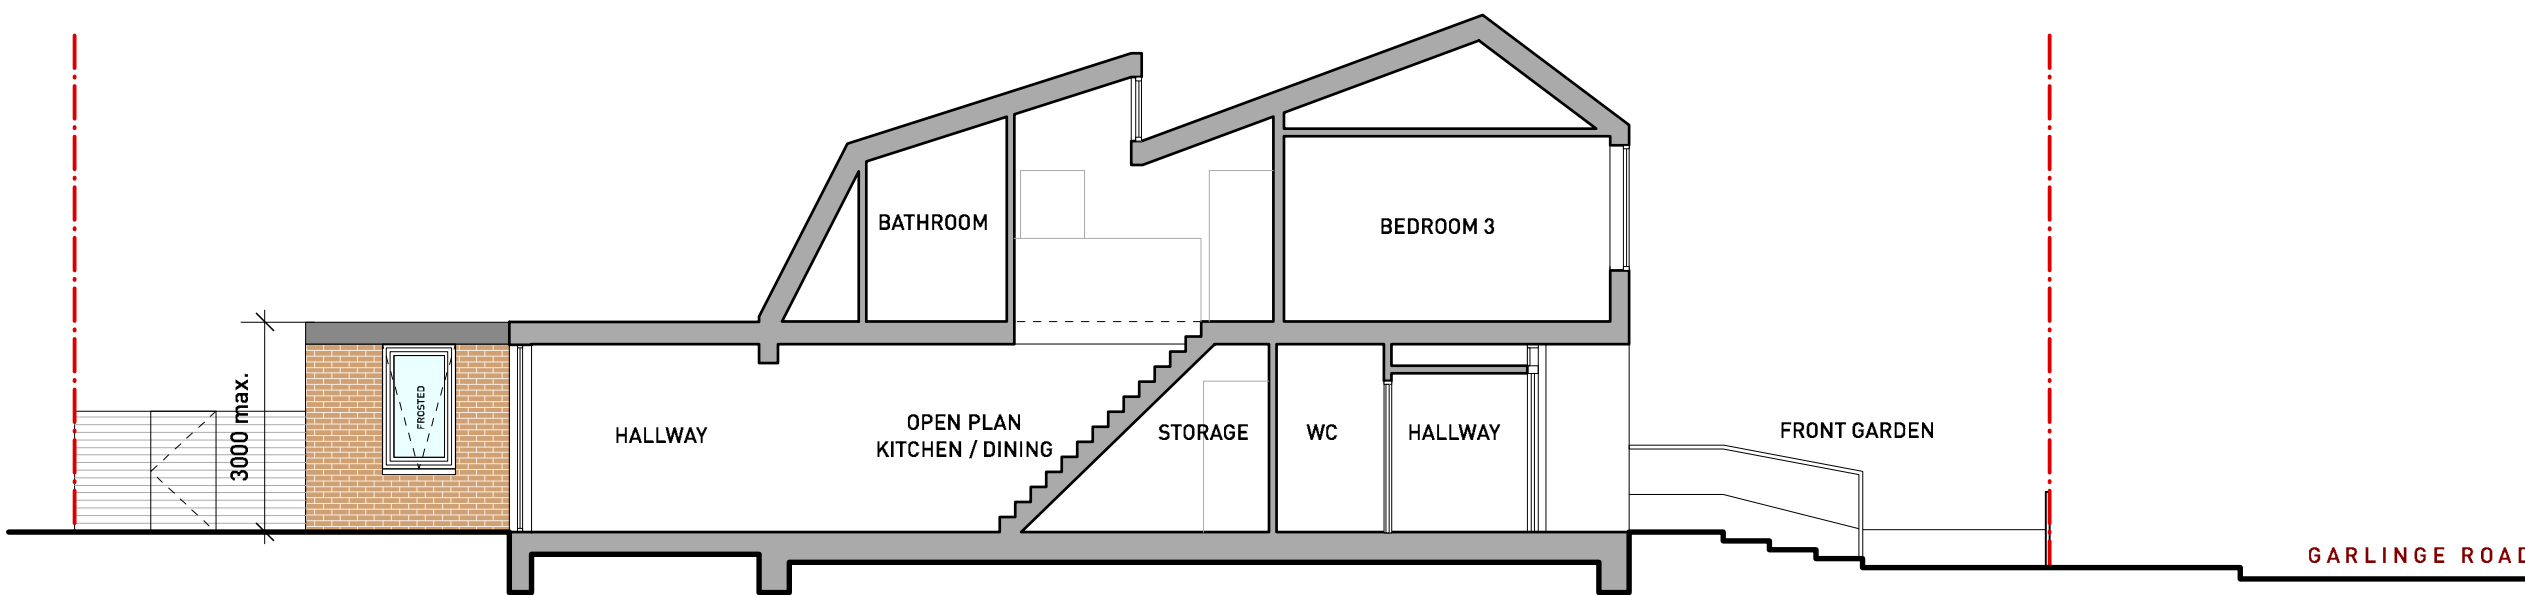 BATHROOM
BEDROOM 3
3000 max.
FROSTED
HALLWAY
OPEN PLAN
KITCHEN / DINING
STORAGE
WC
HALLWAY
FRONT GARDEN
GARLINGE ROAD